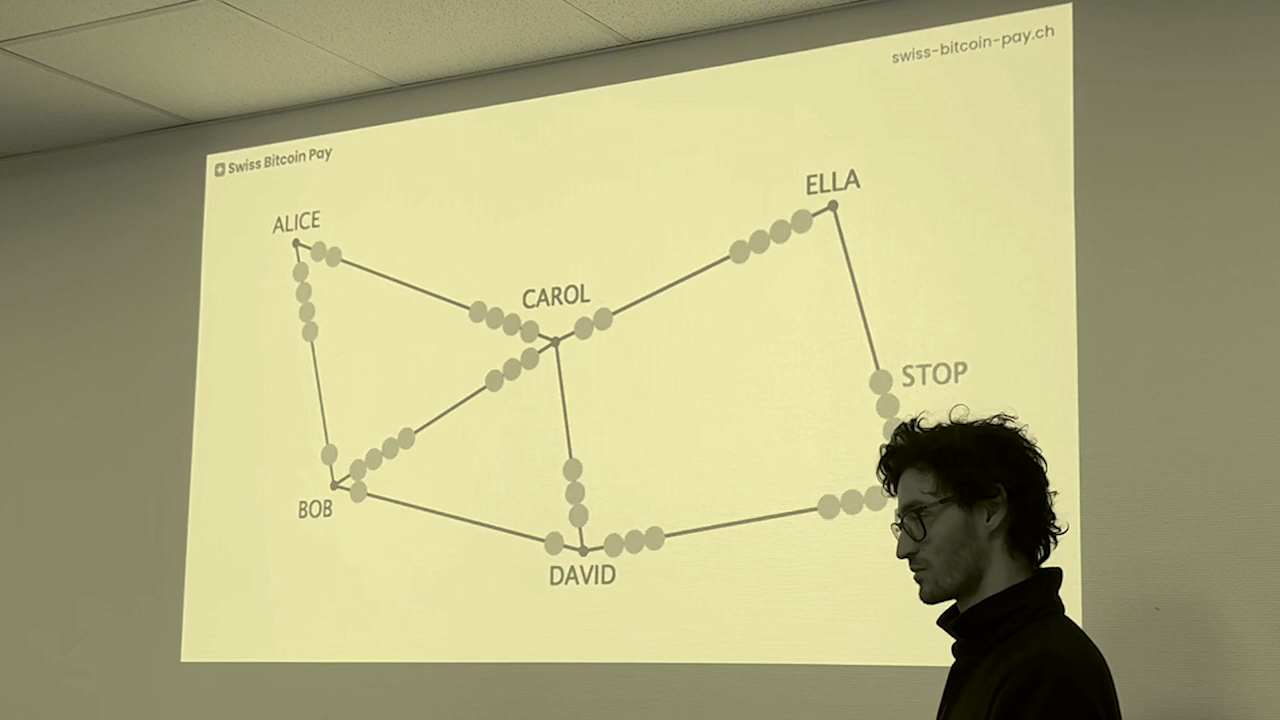 swiss-bitcoin-pay.ch
Swiss Bitcoin Pay
ELLA
ALICE
CAROL
STOP
BOB
DAVID